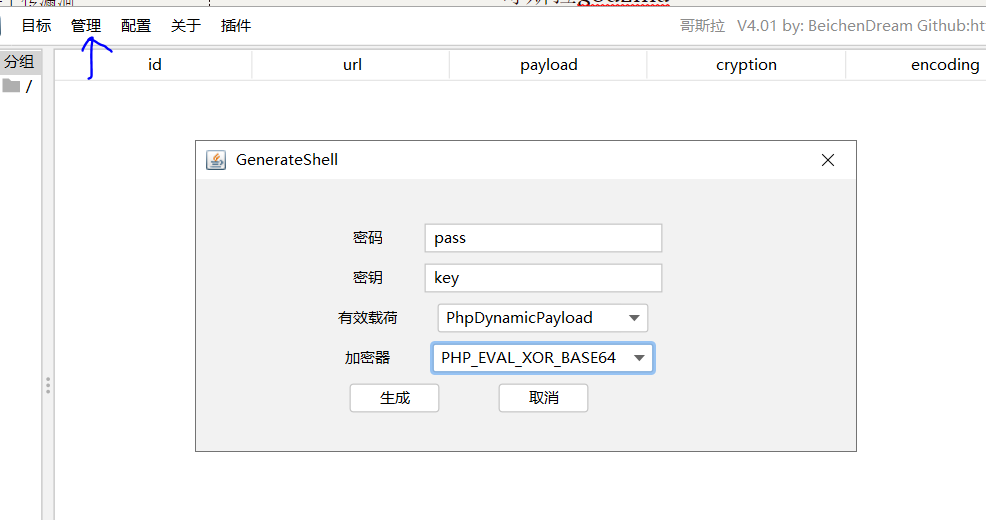 目标 管理 配置 关于 插件 哥斯拉 V4.01 by: BeichenDream Github:ht
分组 id url payload cryption encoding
/
GenerateShell
密码 pass
密钥 key
有效载荷 PhpDynamicPayload
加密器 PHP_EVAL_XOR_BASE64
生成 取消